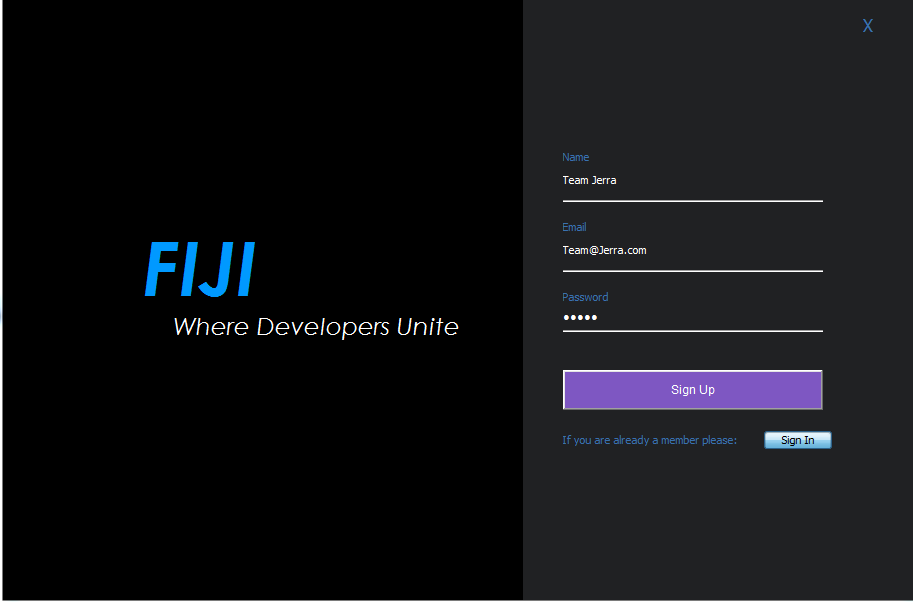 X
FIJI
Where Developers Unite
Name
Team Jerra
Email
Team@Jerra.com
Password
•••••
Sign Up
If you are already a member please:
Sign In